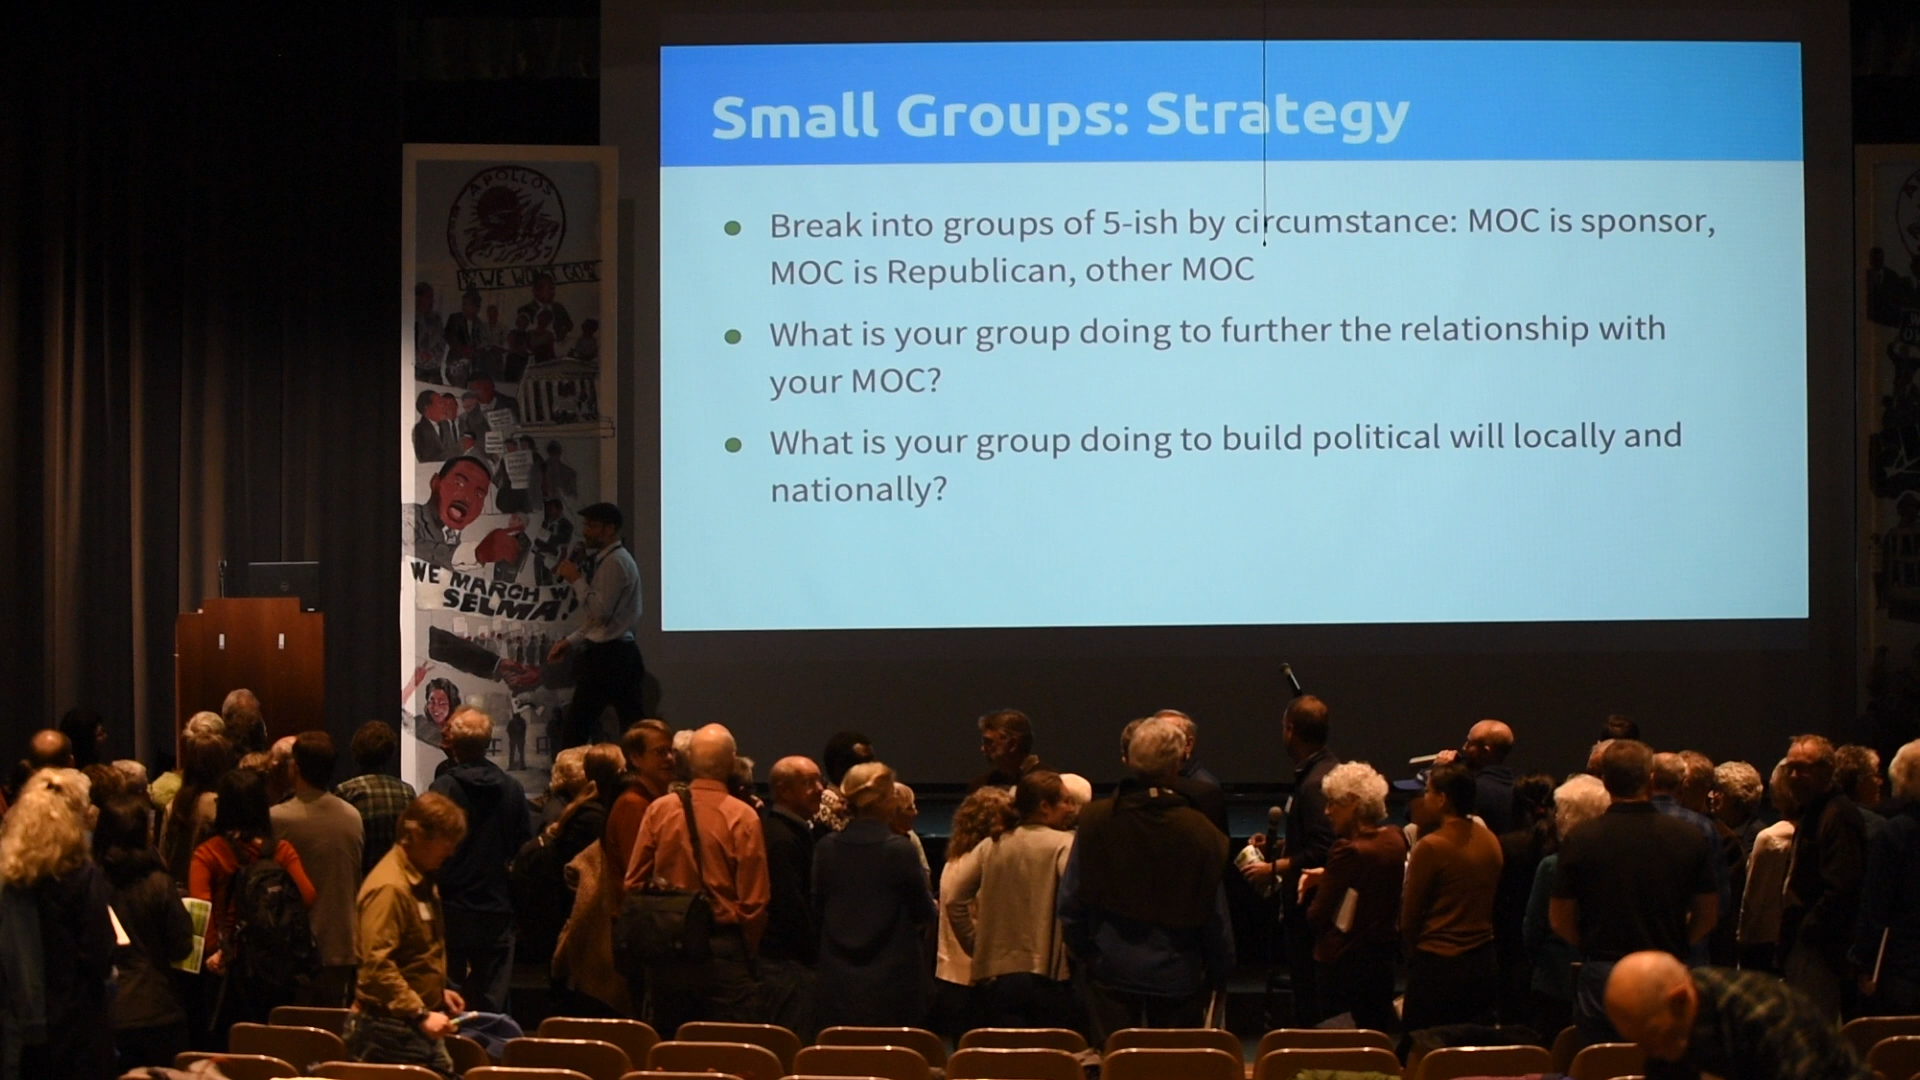 Small Groups: Strategy
Break into groups of 5-ish by circumstance: MOC is sponsor,
MOC is Republican, other MOC
What is your group doing to further the relationship with
your MOC?
What is your group doing to build political will locally and
nationally?
APOLLOS
WE MARCH W
SELMA!